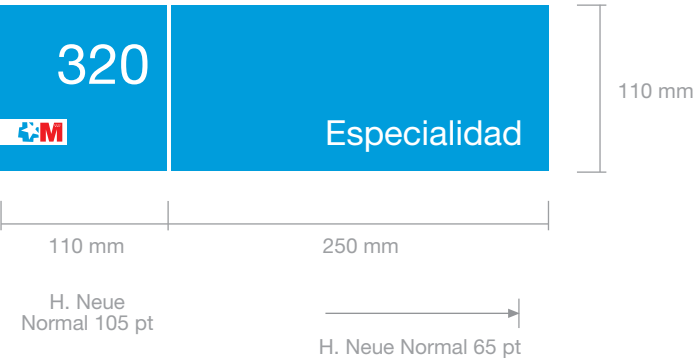 320
M
Especialidad
110 mm
110 mm
250 mm
H. Neue
Normal 105 pt
H. Neue Normal 65 pt